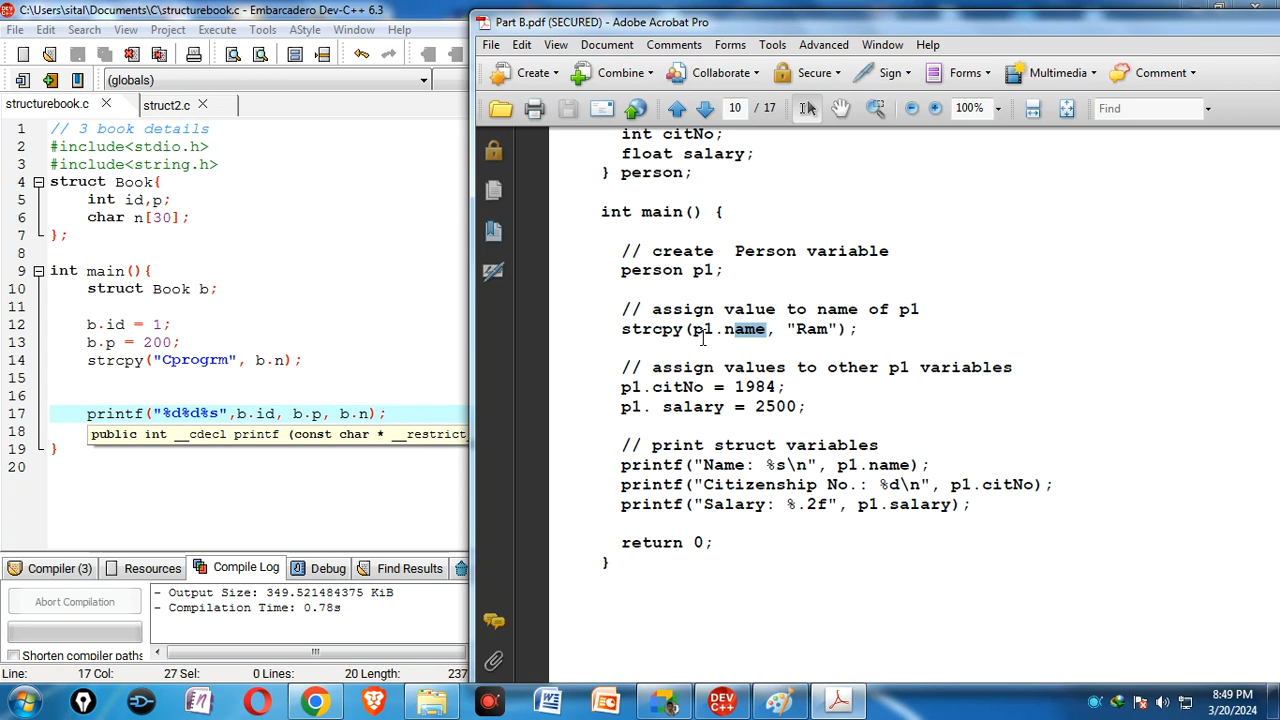 C:\Users\sital\Documents\C\structurebook.c - Embarcadero Dev-C++ 6.3
File Edit Search View Project Execute Tools AStyle Window Help
(globals)
structurebook.c
struct2.c
1 // 3 book details
2 #include<stdio.h>
3 #include<string.h>
4 struct Book{
5 int id,p;
6 char n[30];
7 };
8
9 int main(){
10 struct Book b;
11
12 b.id = 1;
13 b.p = 200;
14 strcpy("Cprogrm", b.n);
15
16
17 printf("%d%d%s",b.id, b.p, b.n);
18 public int __cdecl printf (const char * __restrict_
19 }
20
Compiler (3) Resources Compile Log Debug Find Results
Abort Compilation
Shorten compiler paths
- Output Size: 349.521484375 KiB
- Compilation Time: 0.78s
Line: 17 Col: 27 Sel: 0 Lines: 20 Length: 237
Part B.pdf (SECURED) - Adobe Acrobat Pro
File Edit View Document Comments Forms Tools Advanced Window Help
Create Combine Collaborate Secure Sign Forms Multimedia Comment
10 / 17 100% Find
int citNo;
float salary;
} person;
int main() {
// create  Person variable
person p1;
// assign value to name of p1
strcpy(p1.name, "Ram");
// assign values to other p1 variables
p1.citNo = 1984;
p1. salary = 2500;
// print struct variables
printf("Name: %s\n", p1.name);
printf("Citizenship No.: %d\n", p1.citNo);
printf("Salary: %.2f", p1.salary);
return 0;
}
DEV C++
8:49 PM
3/20/2024